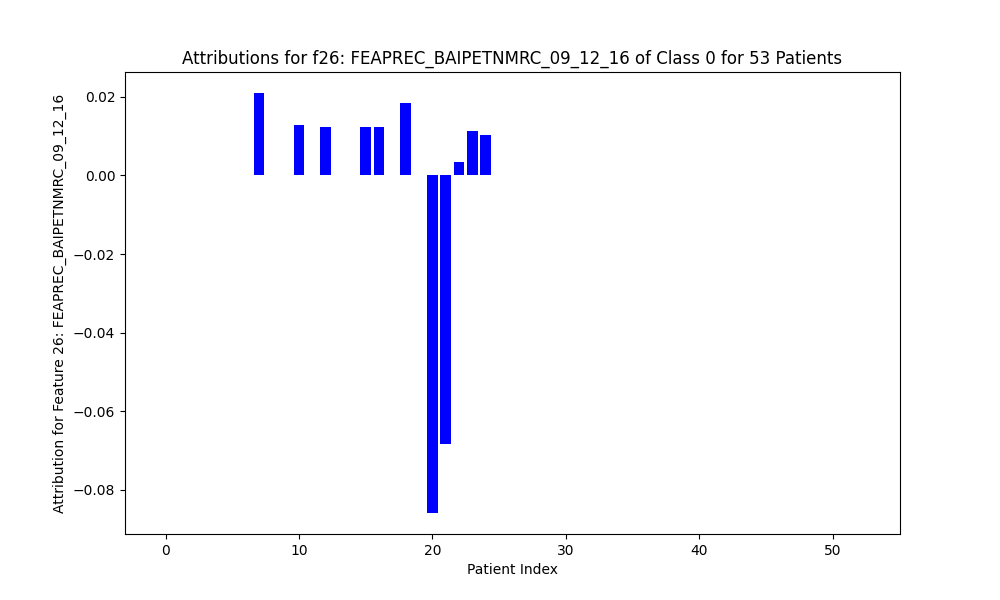 Attributions for f26: FEAPREC_BAIPETNMRC_09_12_16 of Class 0 for 53 Patients
Attribution for Feature 26: FEAPREC_BAIPETNMRC_09_12_16
0.02
0.00
−0.02
−0.04
−0.06
−0.08
0 10 20 30 40 50
Patient Index